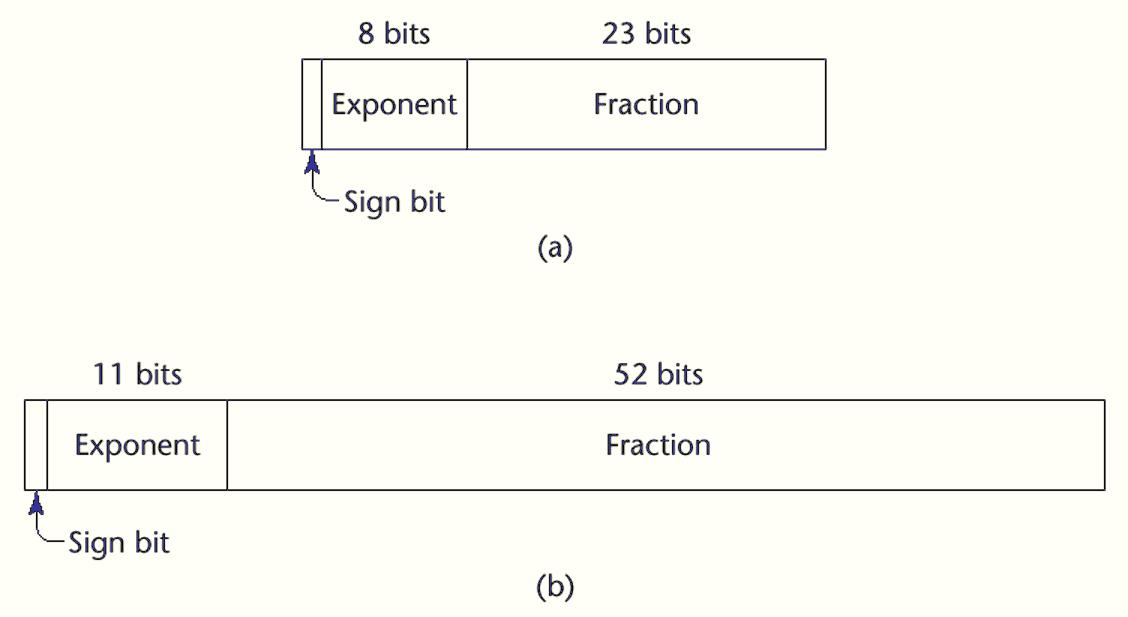 8 bits 23 bits
Exponent Fraction
Sign bit
(a)
11 bits 52 bits
Exponent Fraction
Sign bit
(b)